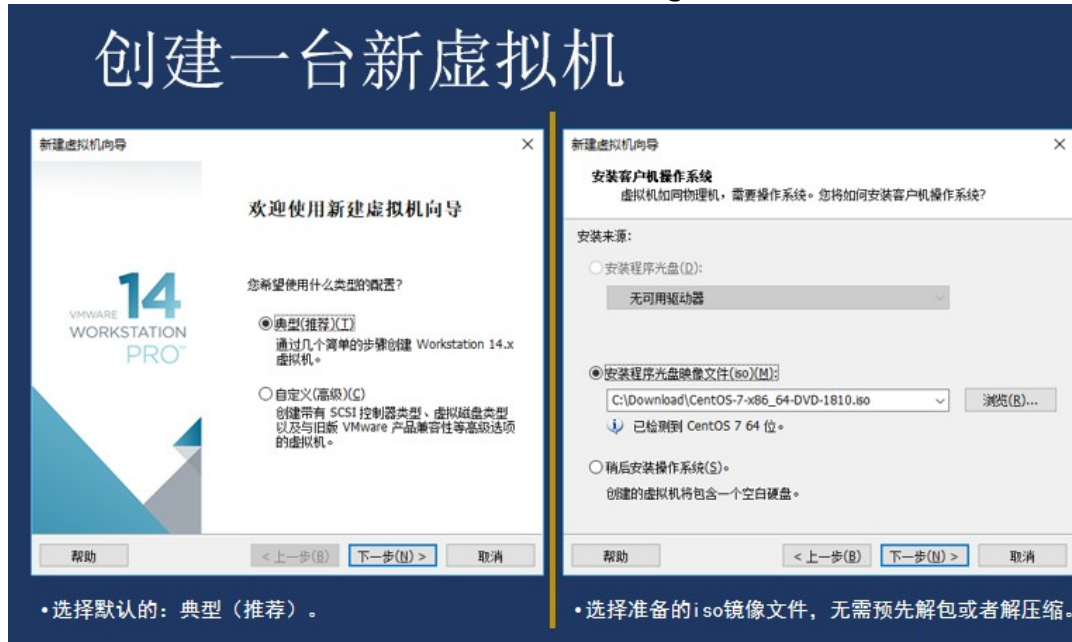 创建一台新虚拟机
新建虚拟机向导
欢迎使用新建虚拟机向导
您希望使用什么类型的配置?
典型(推荐)(T)
通过几个简单的步骤创建 Workstation 14.x
虚拟机。
自定义(高级)(C)
创建带有 SCSI 控制器类型、虚拟磁盘类型
以及与旧版 VMware 产品兼容性等高级选项
的虚拟机。
14
VMWARE
WORKSTATION
PRO™
帮助
< 上一步(B)
下一步(N) >
取消
•选择默认的：典型（推荐）。
新建虚拟机向导
安装客户机操作系统
虚拟机如同物理机，需要操作系统。您将如何安装客户机操作系统?
安装来源:
安装程序光盘(D):
无可用驱动器
安装程序光盘映像文件(iso)(M):
C:\Download\CentOS-7-x86_64-DVD-1810.iso
浏览(R)...
已检测到 CentOS 7 64 位。
稍后安装操作系统(S)。
创建的虚拟机将包含一个空白硬盘。
帮助
< 上一步(B)
下一步(N) >
取消
•选择准备的iso镜像文件，无需预先解包或者解压缩。